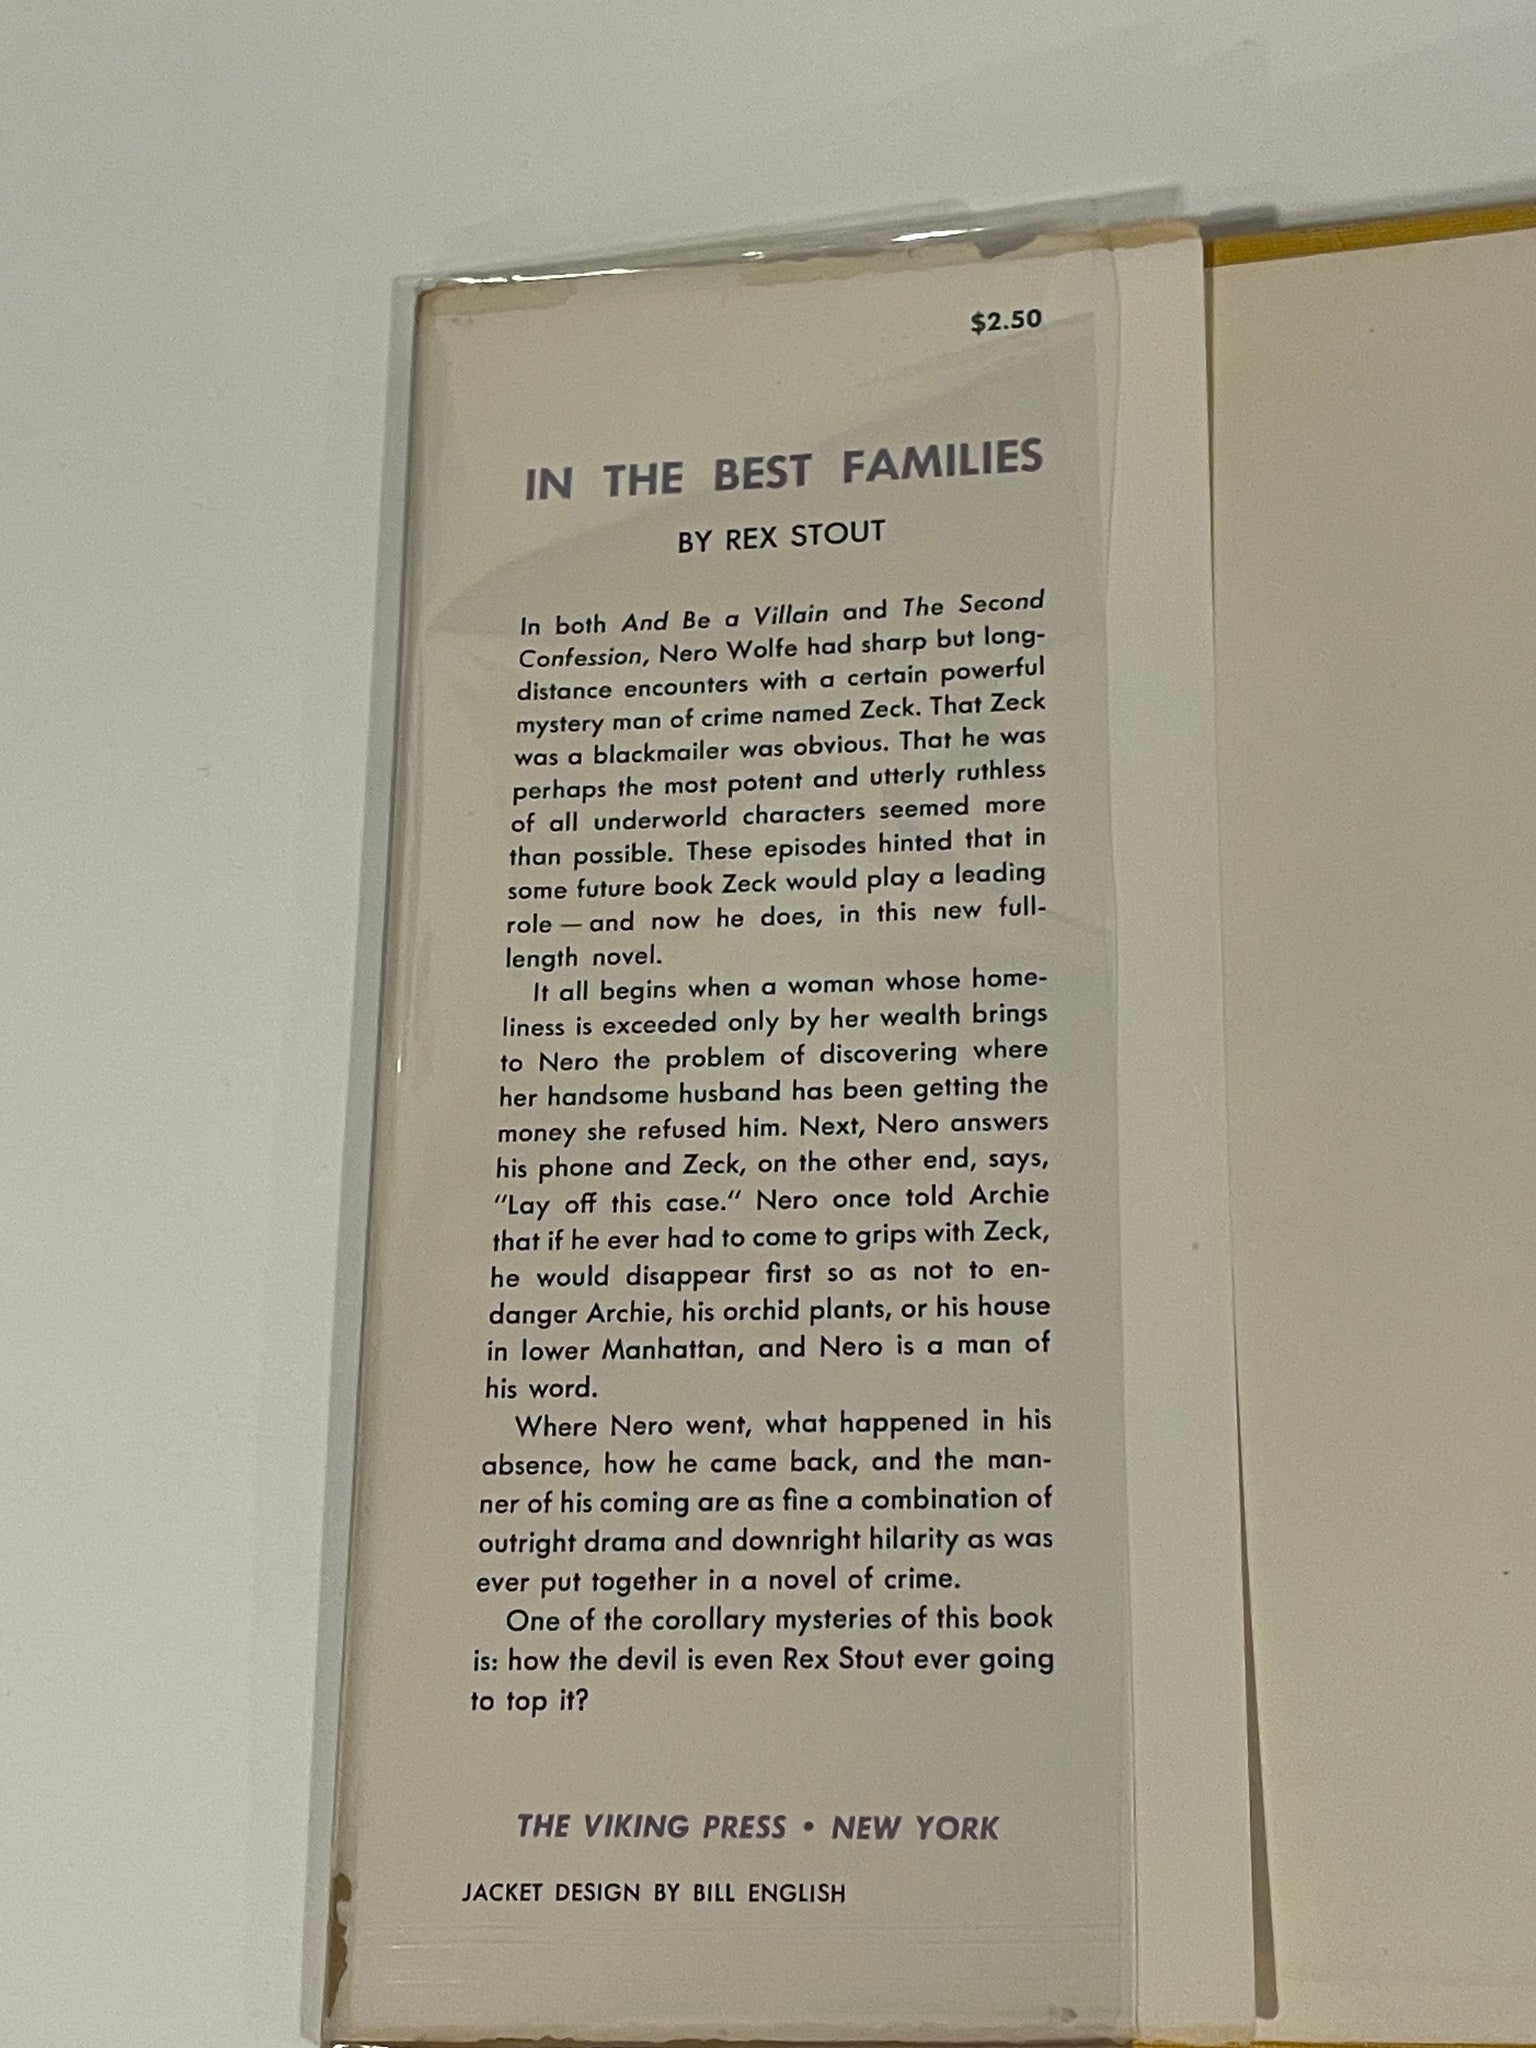 $2.50
IN THE BEST FAMILIES
BY REX STOUT
In both And Be a Villain and The Second
Confession, Nero Wolfe had sharp but long-
distance encounters with a certain powerful
mystery man of crime named Zeck. That Zeck
was a blackmailer was obvious. That he was
perhaps the most potent and utterly ruthless
of all underworld characters seemed more
than possible. These episodes hinted that in
some future book Zeck would play a leading
role — and now he does, in this new full-
length novel.
It all begins when a woman whose home-
liness is exceeded only by her wealth brings
to Nero the problem of discovering where
her handsome husband has been getting the
money she refused him. Next, Nero answers
his phone and Zeck, on the other end, says,
“Lay off this case.” Nero once told Archie
that if he ever had to come to grips with Zeck,
he would disappear first so as not to en-
danger Archie, his orchid plants, or his house
in lower Manhattan, and Nero is a man of
his word.
Where Nero went, what happened in his
absence, how he came back, and the man-
ner of his coming are as fine a combination of
outright drama and downright hilarity as was
ever put together in a novel of crime.
One of the corollary mysteries of this book
is: how the devil is even Rex Stout ever going
to top it?
THE VIKING PRESS • NEW YORK
JACKET DESIGN BY BILL ENGLISH